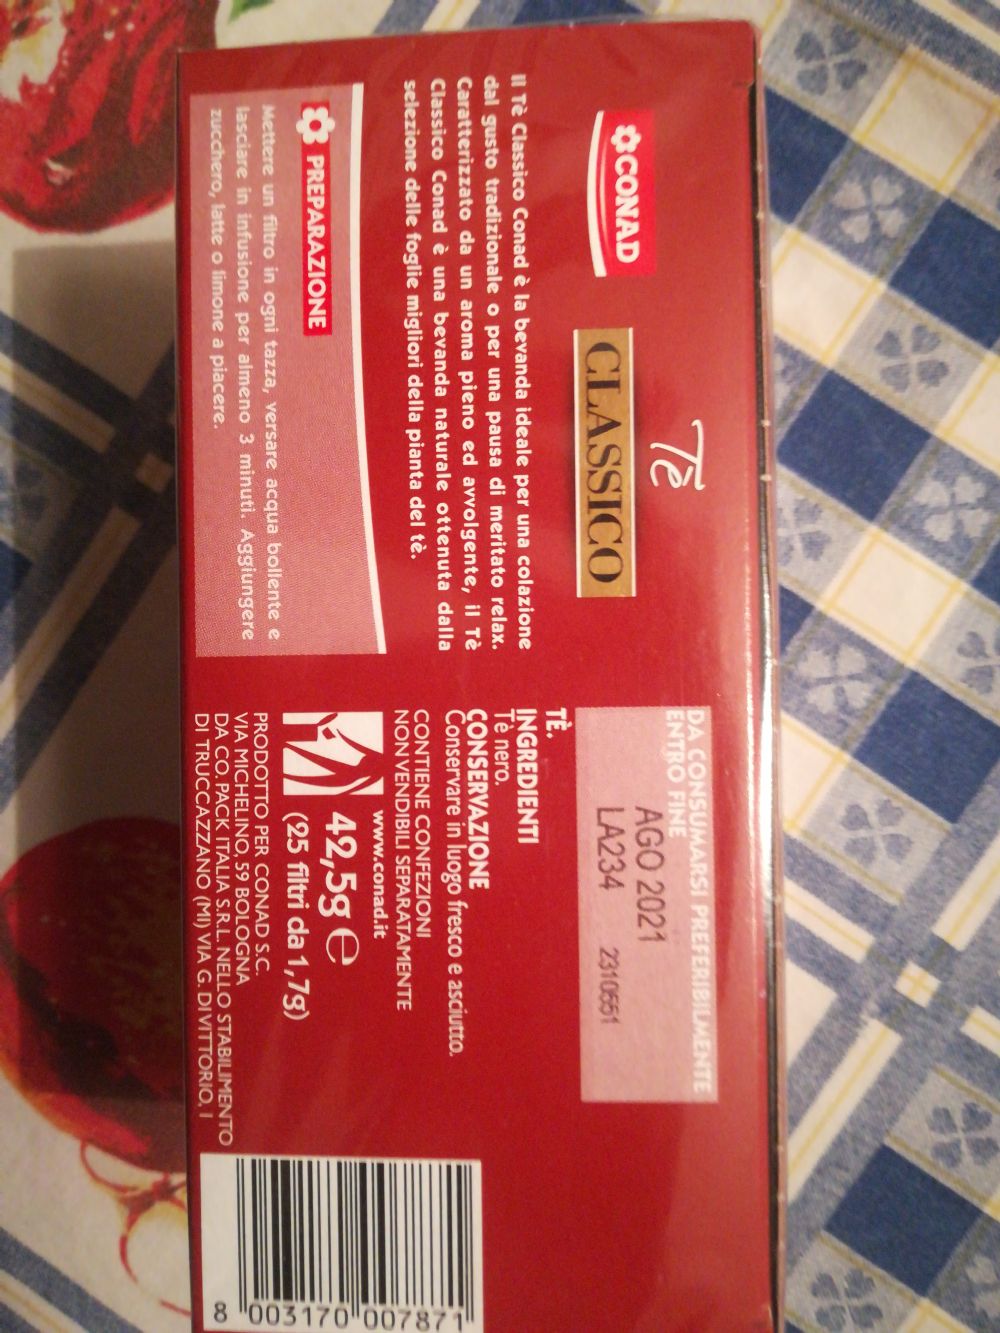 CONAD
Tè
CLASSICO
Il Tè Classico Conad è la bevanda ideale per una colazione
dal gusto tradizionale o per una pausa di meritato relax.
Caratterizzato da un aroma pieno ed avvolgente, il Tè
Classico Conad è una bevanda naturale ottenuta dalla
selezione delle foglie migliori della pianta del tè.
PREPARAZIONE
Mettere un filtro in ogni tazza, versare acqua bollente e
lasciare in infusione per almeno 3 minuti. Aggiungere
zucchero, latte o limone a piacere.
DA CONSUMARSI PREFERIBILMENTE
ENTRO FINE
AGO 2021
LA234 2310551
TÈ.
INGREDIENTI
Tè nero.
CONSERVAZIONE
Conservare in luogo fresco e asciutto.
CONTIENE CONFEZIONI
NON VENDIBILI SEPARATAMENTE
www.conad.it
42,5g e
(25 filtri da 1,7g)
PRODOTTO PER CONAD S.C.
VIA MICHELINO, 59 BOLOGNA
DA CO. PACK ITALIA S.R.L. NELLO STABILIMENTO
DI TRUCCAZZANO (MI) VIA G. DI VITTORIO, 1
8 003170 007871